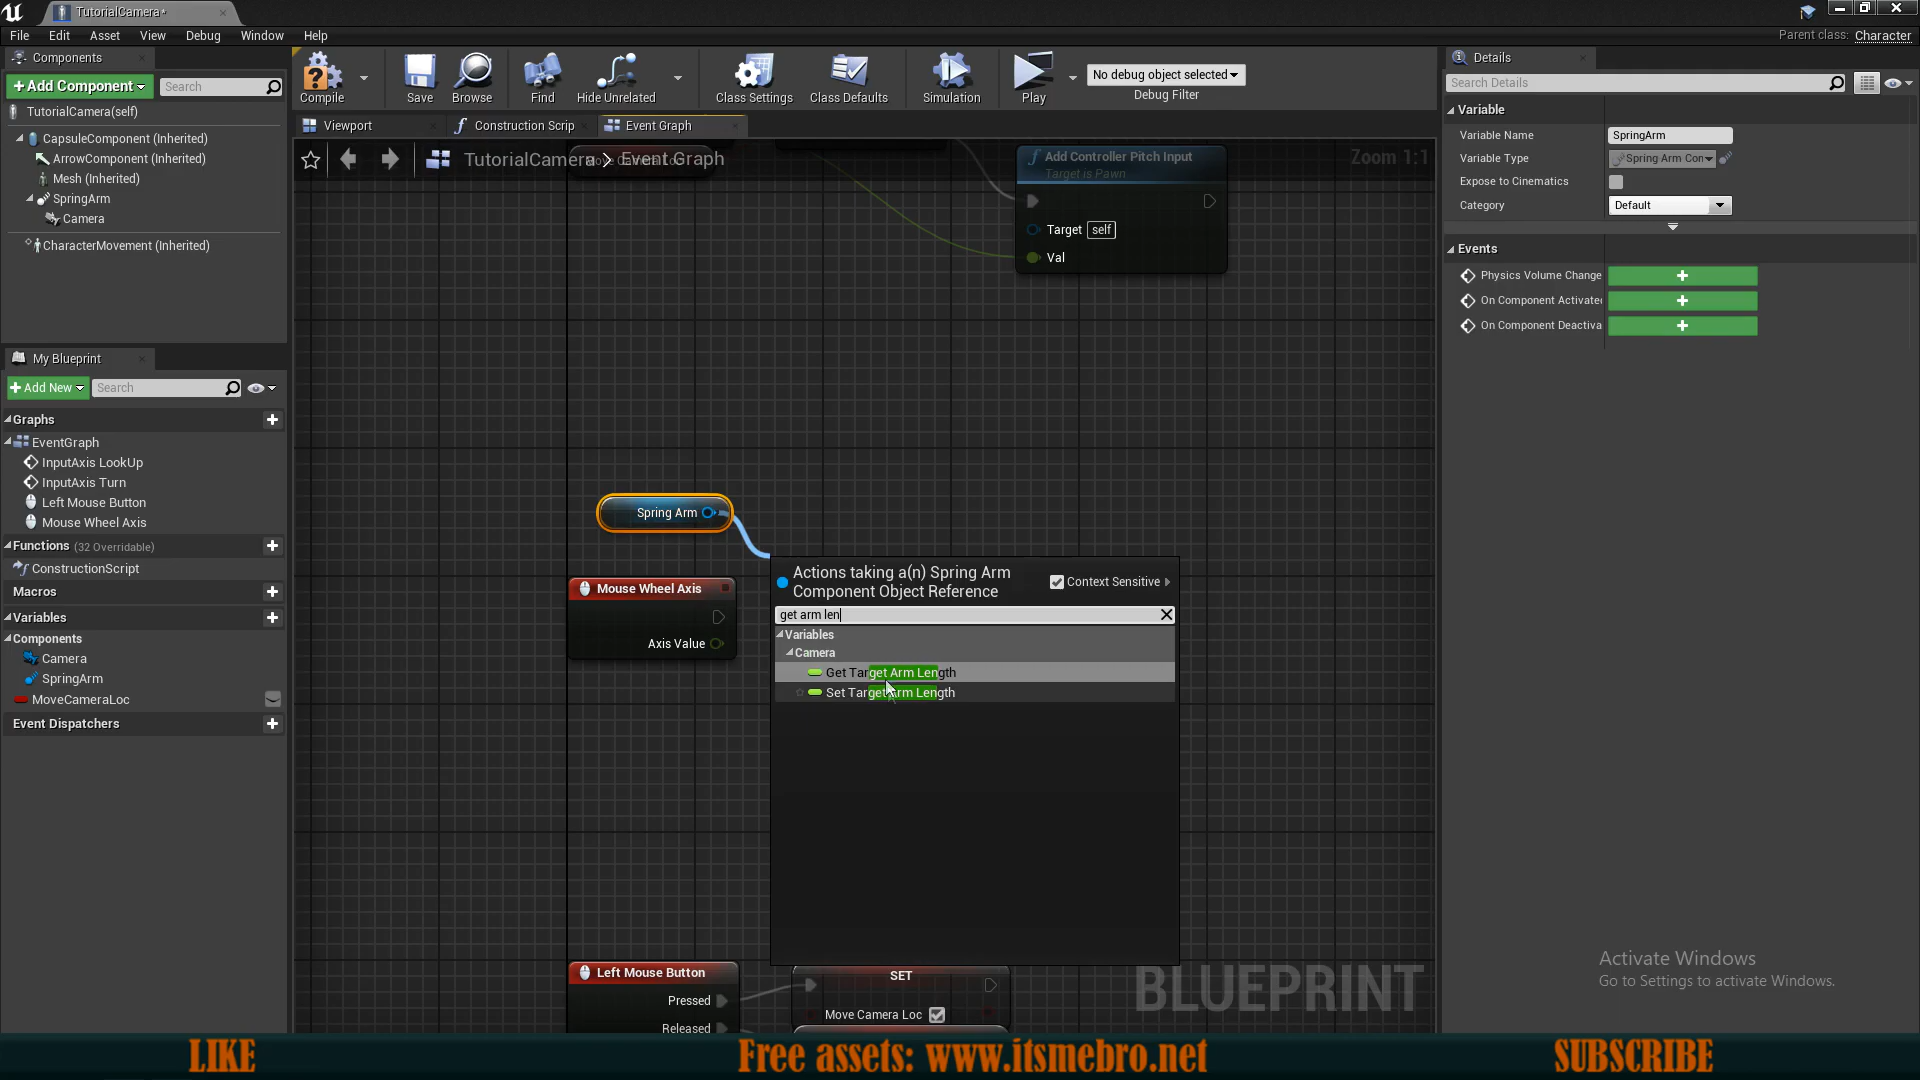 TutorialCamera*
File Edit Asset View Debug Window Help
Parent class: Character
Components
+ Add Component
Search
TutorialCamera(self)
CapsuleComponent (Inherited)
ArrowComponent (Inherited)
Mesh (Inherited)
SpringArm
Camera
CharacterMovement (Inherited)
My Blueprint
+ Add New
Search
Graphs
EventGraph
InputAxis LookUp
InputAxis Turn
Left Mouse Button
Mouse Wheel Axis
Functions (32 Overridable)
ConstructionScript
Macros
Variables
Components
Camera
SpringArm
MoveCameraLoc
Event Dispatchers
Compile
Save
Browse
Find
Hide Unrelated
Class Settings
Class Defaults
Simulation
Play
No debug object selected
Debug Filter
Viewport
Construction Scrip
Event Graph
TutorialCamera > Event Graph
Zoom 1:1
Add Controller Pitch Input
Target is Pawn
Target self
Val
Spring Arm
Mouse Wheel Axis
Axis Value
Actions taking a(n) Spring Arm
Component Object Reference
Context Sensitive
get arm len
Variables
Camera
Get Target Arm Length
Set Target Arm Length
Left Mouse Button
Pressed
Released
SET
Move Camera Loc
BLUEPRINT
Details
Search Details
Variable
Variable Name SpringArm
Variable Type Spring Arm Con
Expose to Cinematics
Category Default
Events
Physics Volume Change
On Component Activate
On Component Deactiva
Activate Windows
Go to Settings to activate Windows.
LIKE
Free assets: www.itsmebro.net
SUBSCRIBE